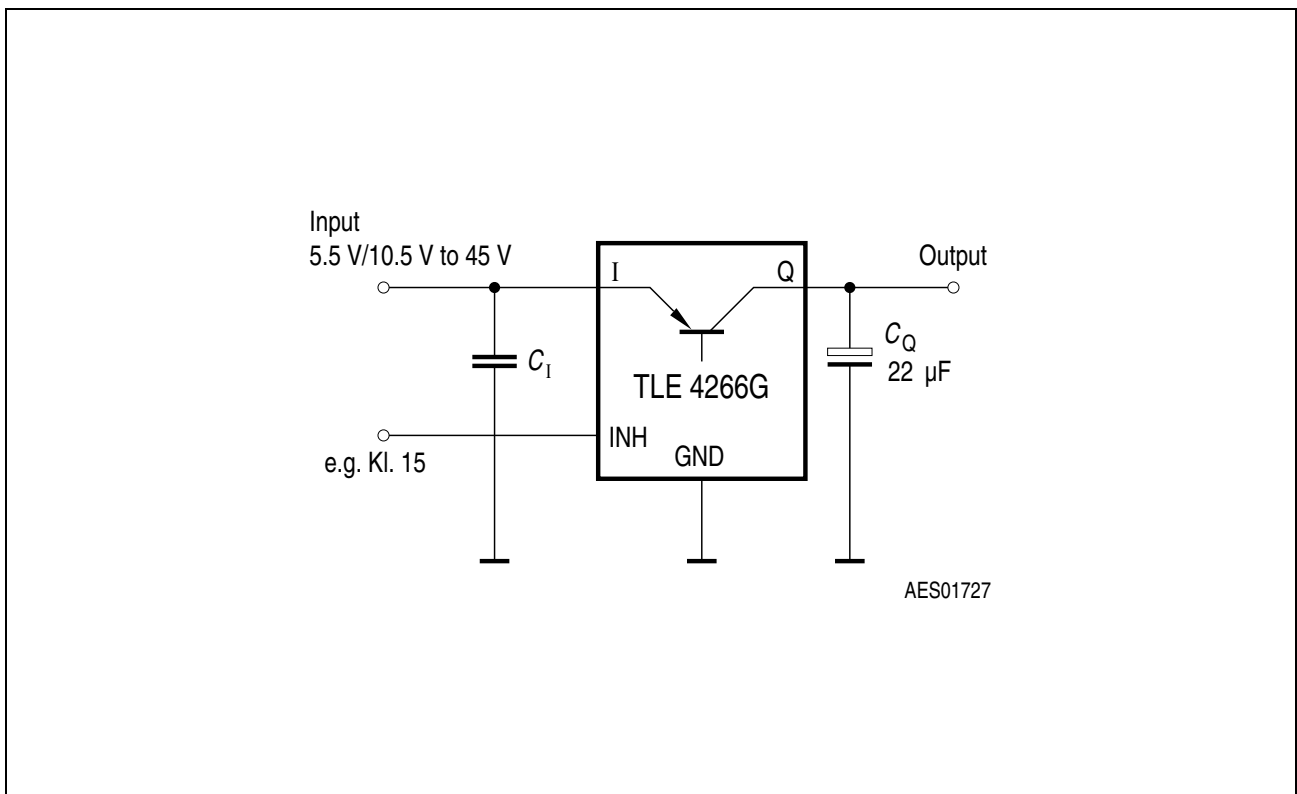 Input
5.5 V/10.5 V to 45 V
I
Q
Output
C_I
C_Q
22 µF
TLE 4266G
INH
e.g. Kl. 15
GND
AES01727